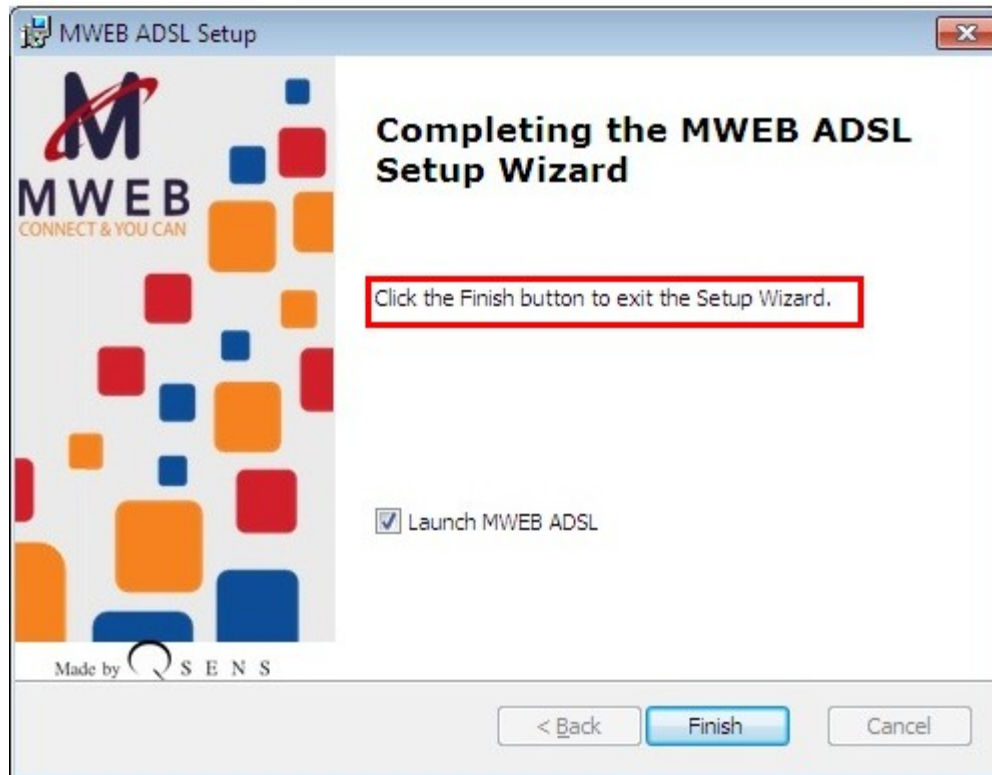 MWEB ADSL Setup
MWEB
CONNECT & YOU CAN
Completing the MWEB ADSL
Setup Wizard
Click the Finish button to exit the Setup Wizard.
Launch MWEB ADSL
Made by QSENS
< Back
Finish
Cancel